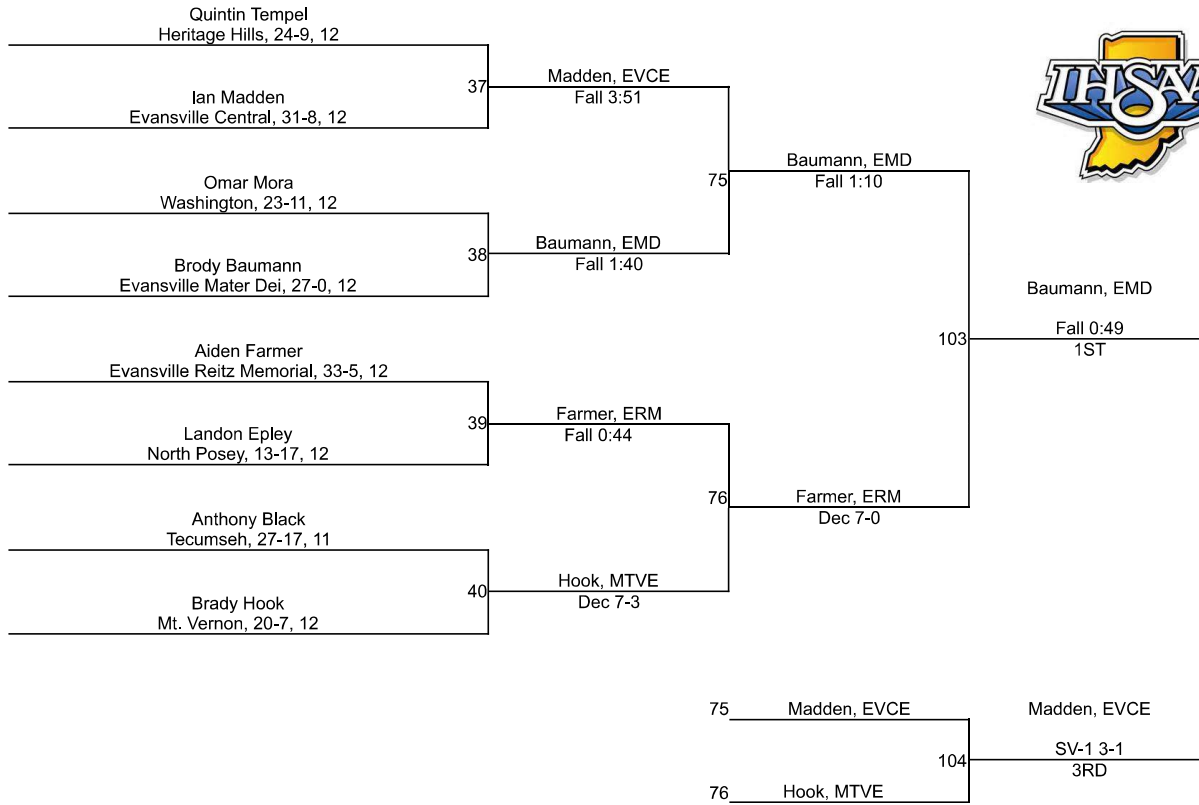 Quintin Tempel
Heritage Hills, 24-9, 12
37
Ian Madden
Evansville Central, 31-8, 12
Madden, EVCE
Fall 3:51
Omar Mora
Washington, 23-11, 12
38
Brody Baumann
Evansville Mater Dei, 27-0, 12
Baumann, EMD
Fall 1:40
75
Baumann, EMD
Fall 1:10
Aiden Farmer
Evansville Reitz Memorial, 33-5, 12
39
Landon Epley
North Posey, 13-17, 12
Farmer, ERM
Fall 0:44
Anthony Black
Tecumseh, 27-17, 11
40
Brady Hook
Mt. Vernon, 20-7, 12
Hook, MTVE
Dec 7-3
76
Farmer, ERM
Dec 7-0
103
Baumann, EMD
Fall 0:49
1ST
IHSAA
75
Madden, EVCE
76
Hook, MTVE
104
Madden, EVCE
SV-1 3-1
3RD